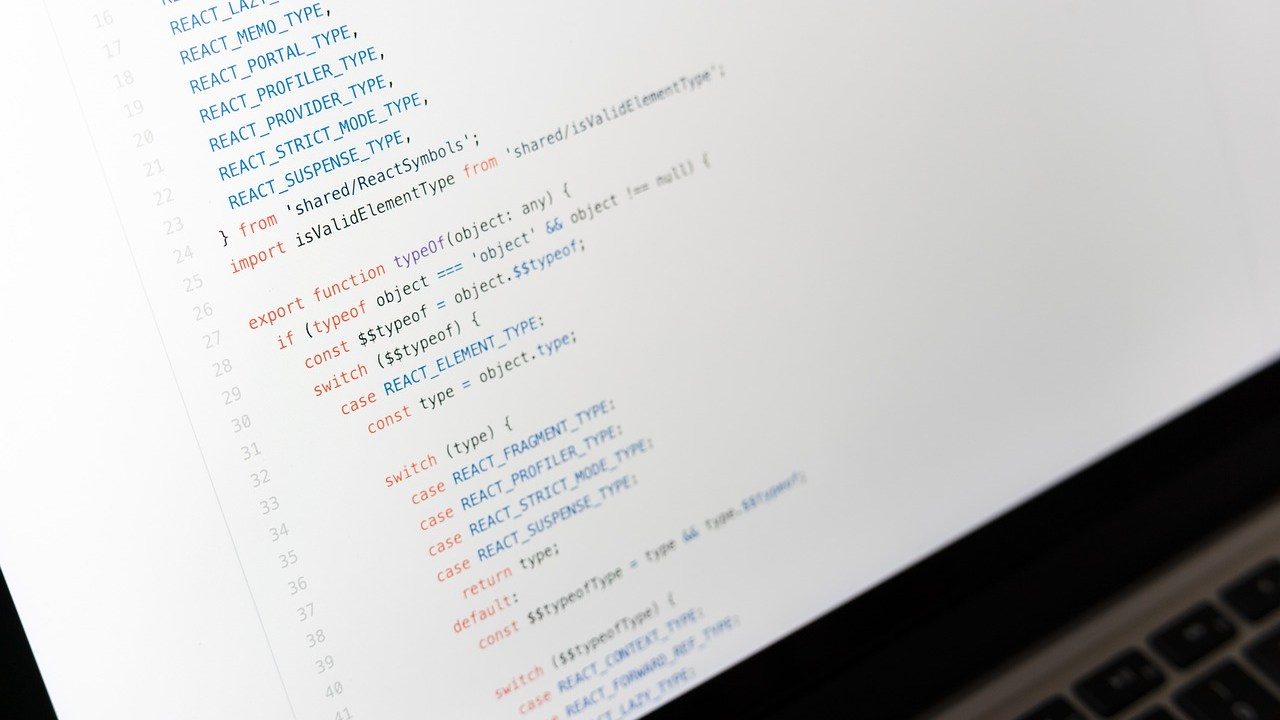 16
REACT_LAZY_
17 REACT_MEMO_TYPE,
18 REACT_PORTAL_TYPE,
19 REACT_PROFILER_TYPE,
20 REACT_PROVIDER_TYPE,
21 REACT_STRICT_MODE_TYPE,
22 REACT_SUSPENSE_TYPE,
23 } from 'shared/ReactSymbols';
24 import isValidElementType from 'shared/isValidElementType';
25
26 export function typeOf(object: any) {
27 if (typeof object === 'object' && object !== null) {
28 const $$typeof = object.$$typeof;
29 switch ($$typeof) {
30 case REACT_ELEMENT_TYPE:
31 const type = object.type;
32
33 switch (type) {
34 case REACT_FRAGMENT_TYPE:
35 case REACT_PROFILER_TYPE:
36 case REACT_STRICT_MODE_TYPE:
37 case REACT_SUSPENSE_TYPE:
38 return type;
39 default:
40 const $$typeofType = type && type.$$typeof;
41
switch ($$typeofType) {
case REACT_CONTEXT_TYPE:
case REACT_FORWARD_REF_TYPE:
REACT_LAZY_TYPE: